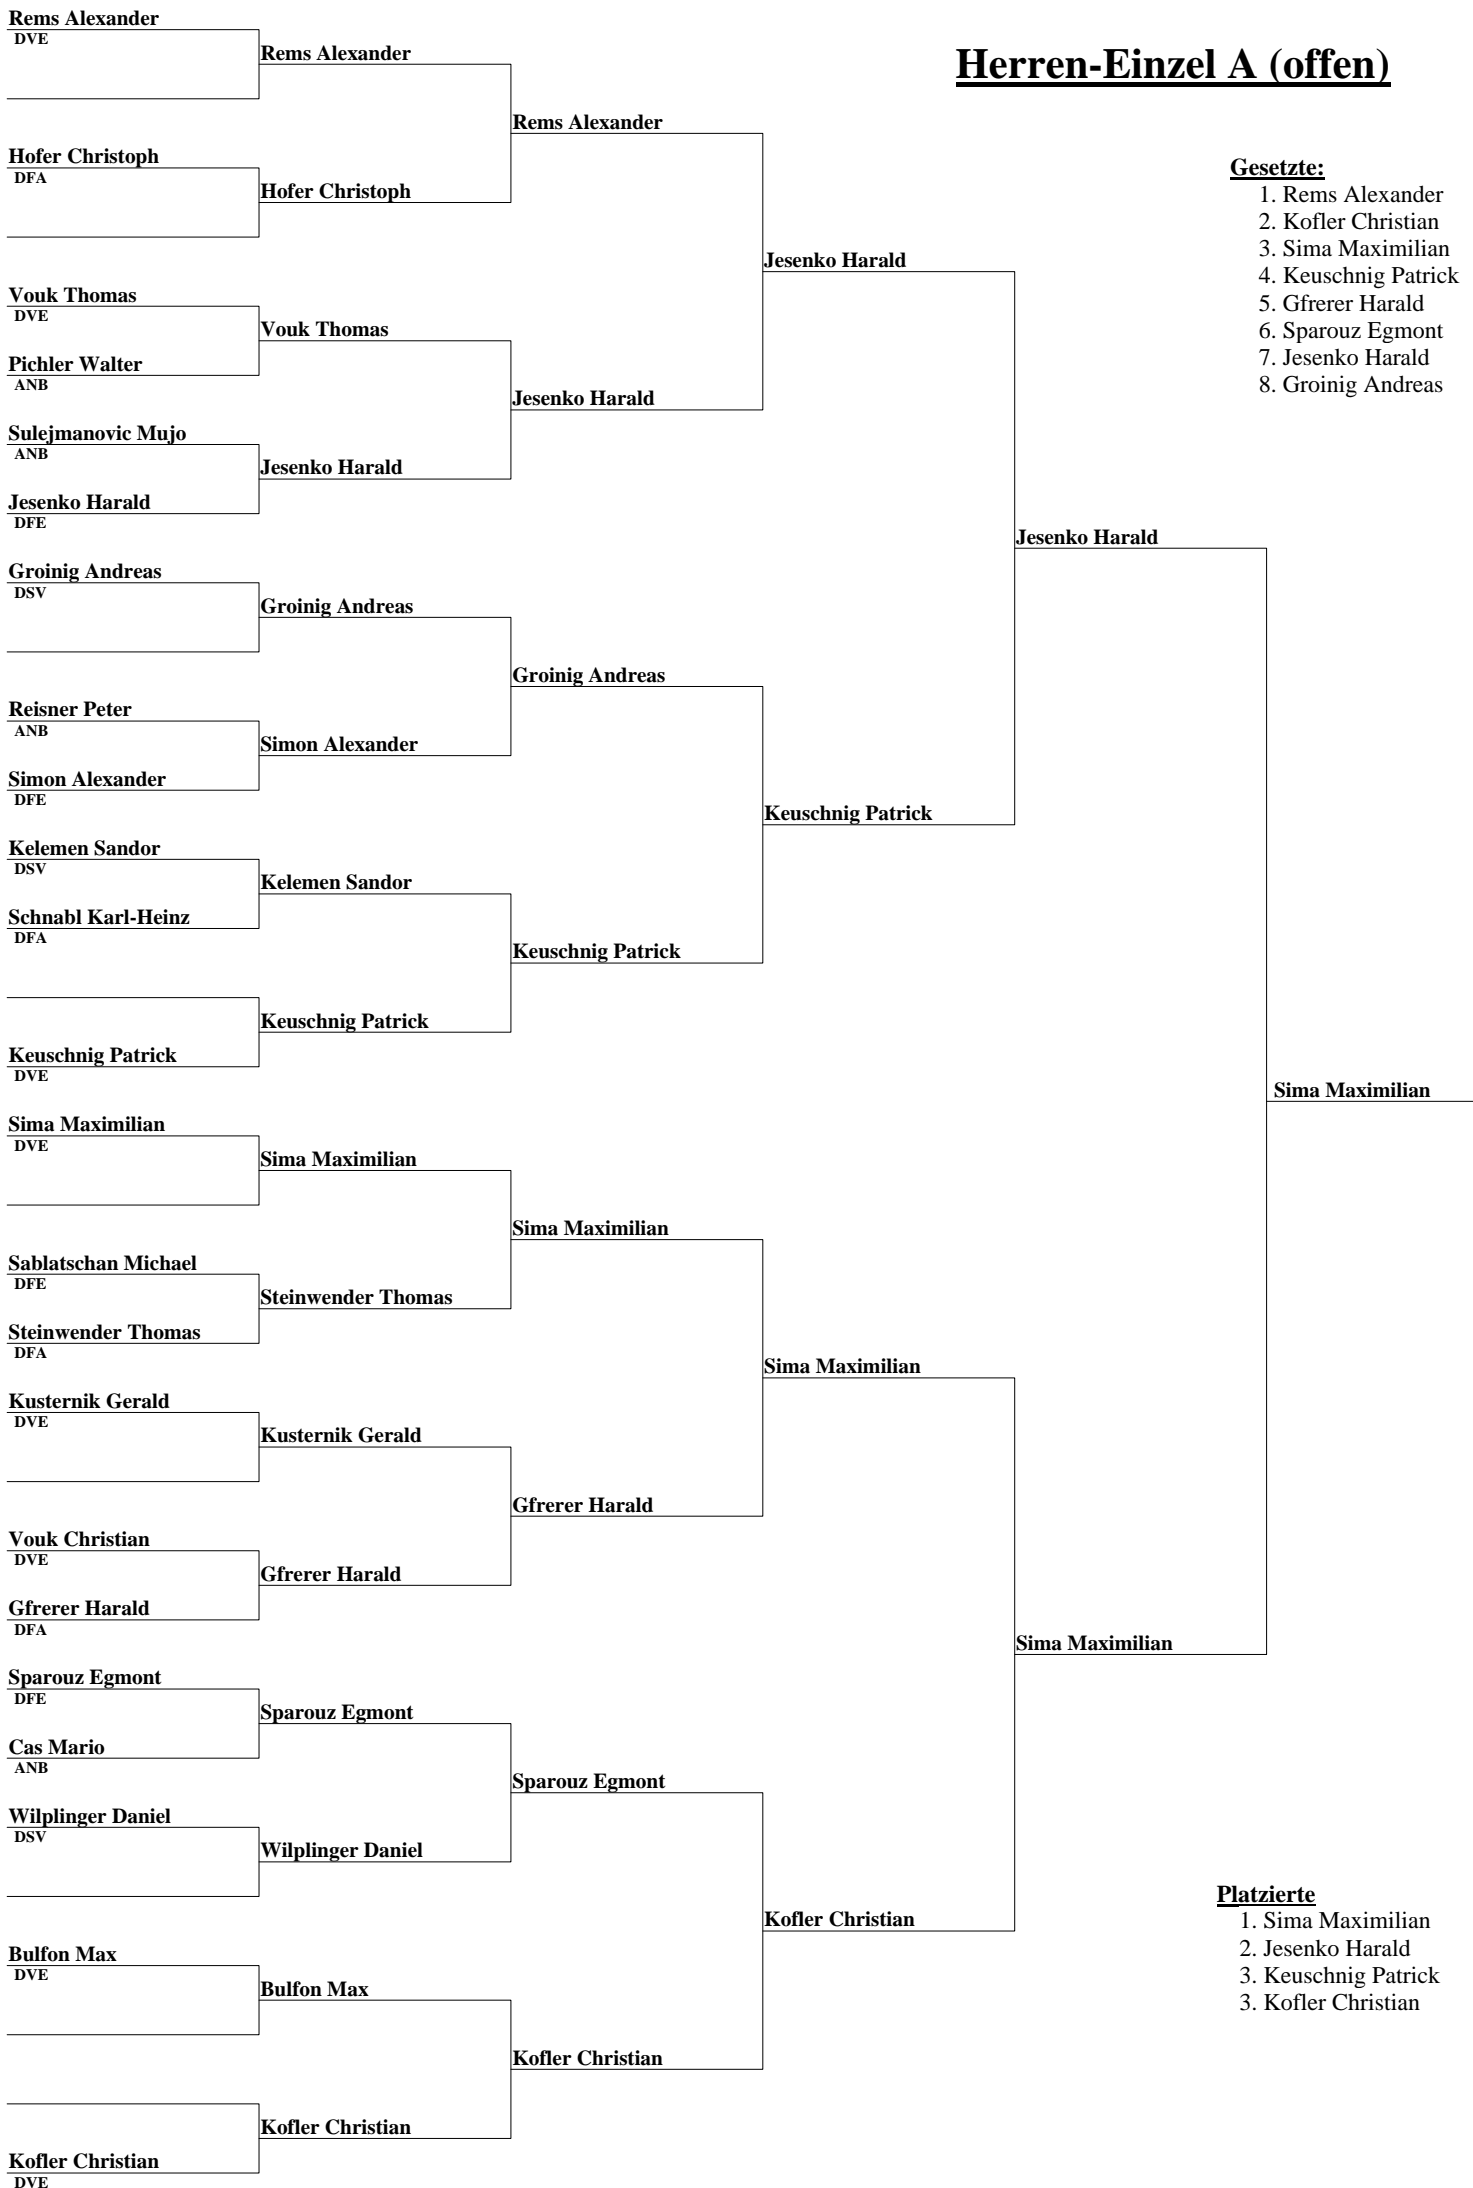 Herren-Einzel A (offen)
Gesetzte:
1. Rems Alexander
2. Kofler Christian
3. Sima Maximilian
4. Keuschnig Patrick
5. Gfrerer Harald
6. Sparouz Egmont
7. Jesenko Harald
8. Groinig Andreas
Rems Alexander
DVE
Hofer Christoph
DFA
Vouk Thomas
DVE
Pichler Walter
ANB
Sulejmanovic Mujo
ANB
Jesenko Harald
DFE
Groinig Andreas
DSV
Reisner Peter
ANB
Simon Alexander
DFE
Kelemen Sandor
DSV
Schnabl Karl-Heinz
DFA
Keuschnig Patrick
DVE
Sima Maximilian
DVE
Sablatschan Michael
DFE
Steinwender Thomas
DFA
Kusternik Gerald
DVE
Vouk Christian
DVE
Gfrerer Harald
DFA
Sparouz Egmont
DFE
Cas Mario
ANB
Wilplinger Daniel
DSV
Bulfon Max
DVE
Kofler Christian
DVE
Rems Alexander
Hofer Christoph
Vouk Thomas
Jesenko Harald
Groinig Andreas
Simon Alexander
Kelemen Sandor
Keuschnig Patrick
Sima Maximilian
Steinwender Thomas
Kusternik Gerald
Gfrerer Harald
Sparouz Egmont
Wilplinger Daniel
Bulfon Max
Kofler Christian
Rems Alexander
Jesenko Harald
Groinig Andreas
Keuschnig Patrick
Sima Maximilian
Gfrerer Harald
Sparouz Egmont
Kofler Christian
Jesenko Harald
Keuschnig Patrick
Sima Maximilian
Kofler Christian
Jesenko Harald
Sima Maximilian
Sima Maximilian
Platzierte
1. Sima Maximilian
2. Jesenko Harald
3. Keuschnig Patrick
3. Kofler Christian